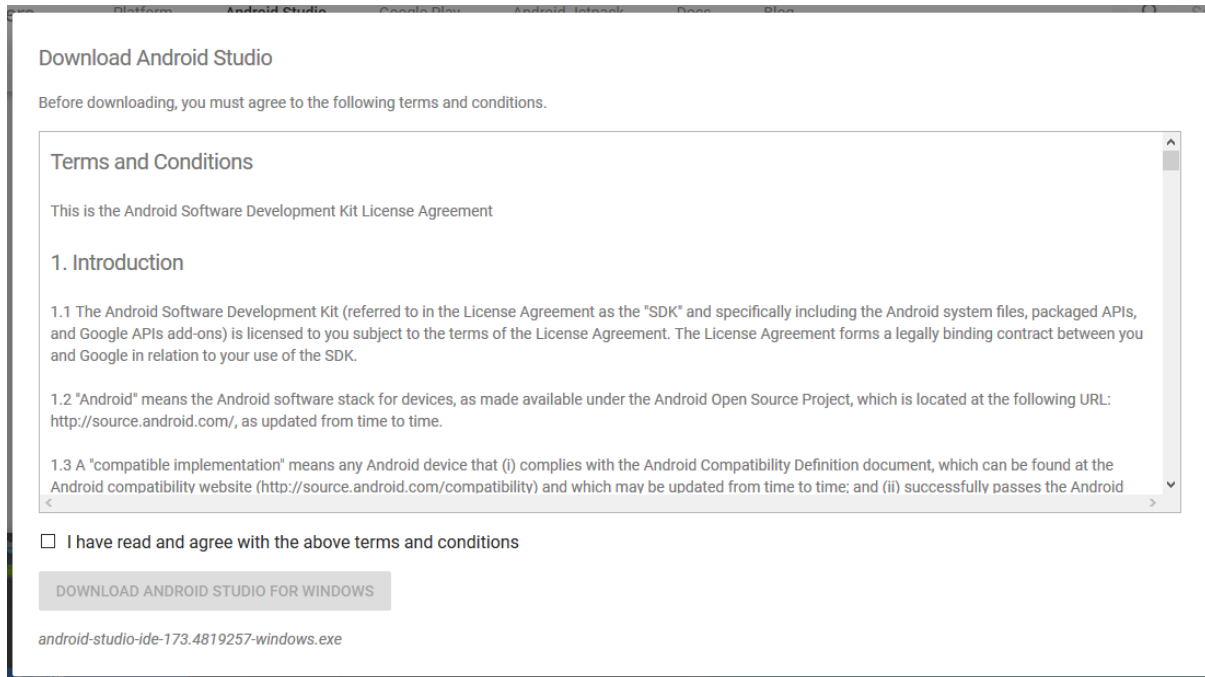 Platform Android Studio Google Play Android Jetpack Docs Blog
Download Android Studio
Before downloading, you must agree to the following terms and conditions.
Terms and Conditions
This is the Android Software Development Kit License Agreement
1. Introduction
1.1 The Android Software Development Kit (referred to in the License Agreement as the "SDK" and specifically including the Android system files, packaged APIs,
and Google APIs add-ons) is licensed to you subject to the terms of the License Agreement. The License Agreement forms a legally binding contract between you
and Google in relation to your use of the SDK.
1.2 "Android" means the Android software stack for devices, as made available under the Android Open Source Project, which is located at the following URL:
http://source.android.com/, as updated from time to time.
1.3 A "compatible implementation" means any Android device that (i) complies with the Android Compatibility Definition document, which can be found at the
Android compatibility website (http://source.android.com/compatibility) and which may be updated from time to time; and (ii) successfully passes the Android
I have read and agree with the above terms and conditions
DOWNLOAD ANDROID STUDIO FOR WINDOWS
android-studio-ide-173.4819257-windows.exe